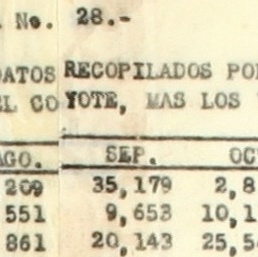 No. 28.-
DATOS RECOPILADOS PO
EL COYOTE, MAS LOS
AGO. SEP. OC
209 35,179 2,8
551 9,653 10,1
861 20,143 25,5